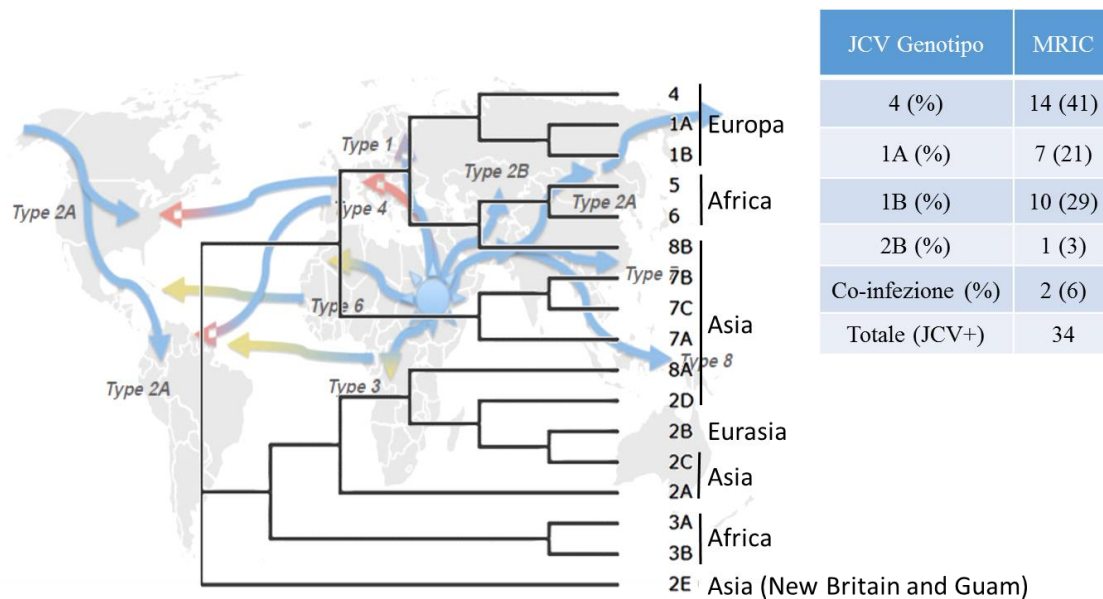 JCV Genotipo MRIC
4 (%) 14 (41)
1A (%) 7 (21)
1B (%) 10 (29)
2B (%) 1 (3)
Co-infezione (%) 2 (6)
Totale (JCV+) 34
4
1A
1B
Europa
5
6
Africa
8B
7B
7C
7A
8A
2D
Asia
2B
Eurasia
2C
2A
Asia
3A
3B
Africa
2E
Asia (New Britain and Guam)
Type 1
Type 2B
Type 2A
Type 4
Type 2A
Type 7
Type 6
Type 8
Type 2A
Type 3